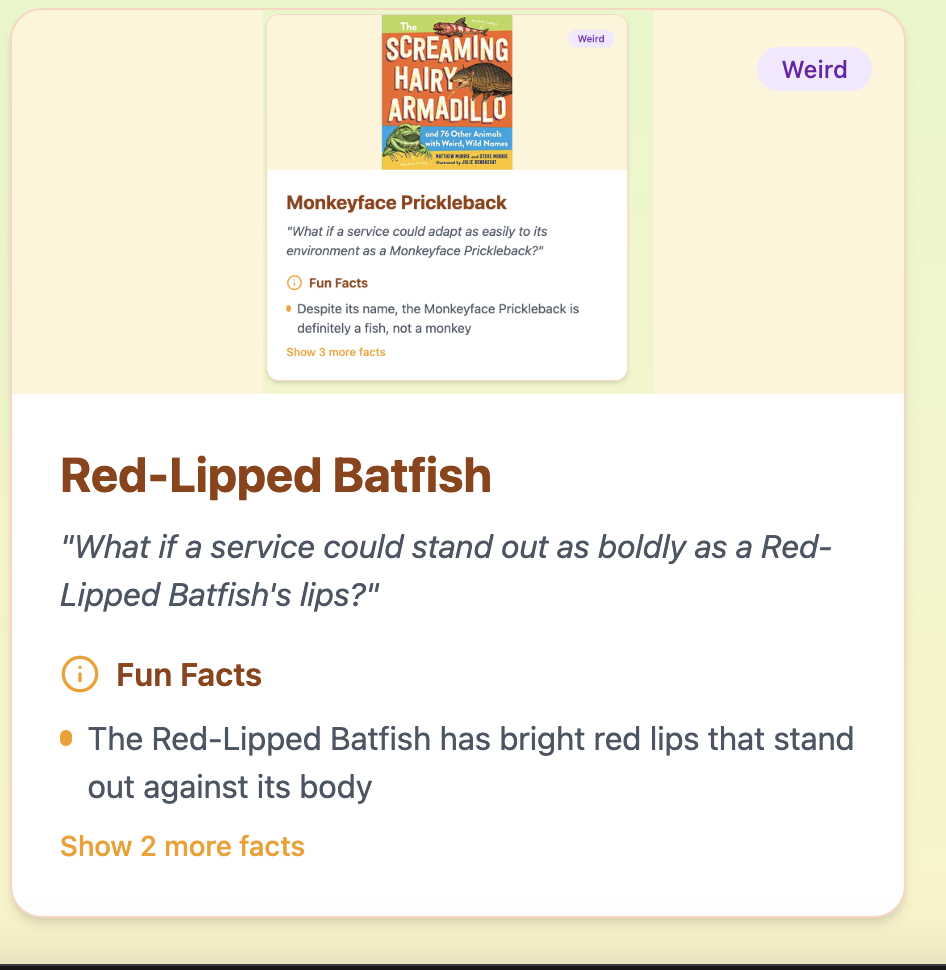 The
SCREAMING
HAIRY
ARMADILLO
and 76 Other Animals
with Weird, Wild Names
MATTHEW MURRIE and STEVE MURRIE
Illustrated by JULIE BENBASSAT
Weird
Weird
Monkeyface Prickleback
"What if a service could adapt as easily to its
environment as a Monkeyface Prickleback?"
Fun Facts
Despite its name, the Monkeyface Prickleback is
definitely a fish, not a monkey
Show 3 more facts
Red-Lipped Batfish
"What if a service could stand out as boldly as a Red-
Lipped Batfish's lips?"
Fun Facts
The Red-Lipped Batfish has bright red lips that stand
out against its body
Show 2 more facts